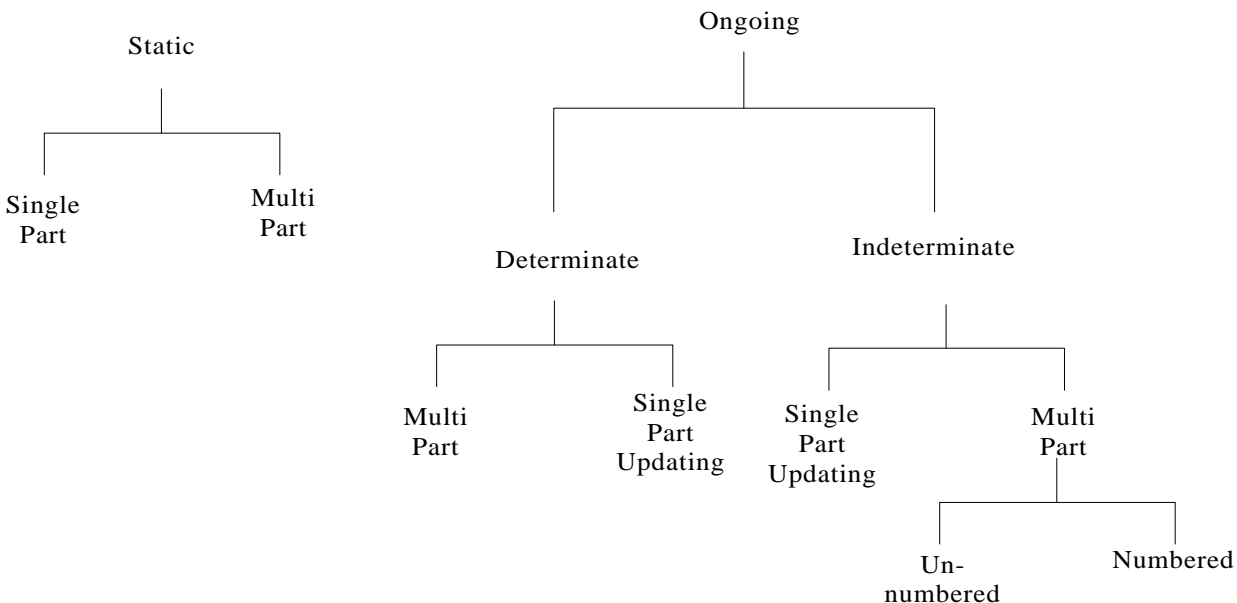 Ongoing
Static
Single
Part
Multi
Part
Determinate
Indeterminate
Multi
Part
Single
Part
Updating
Single
Part
Updating
Multi
Part
Un-
numbered
Numbered